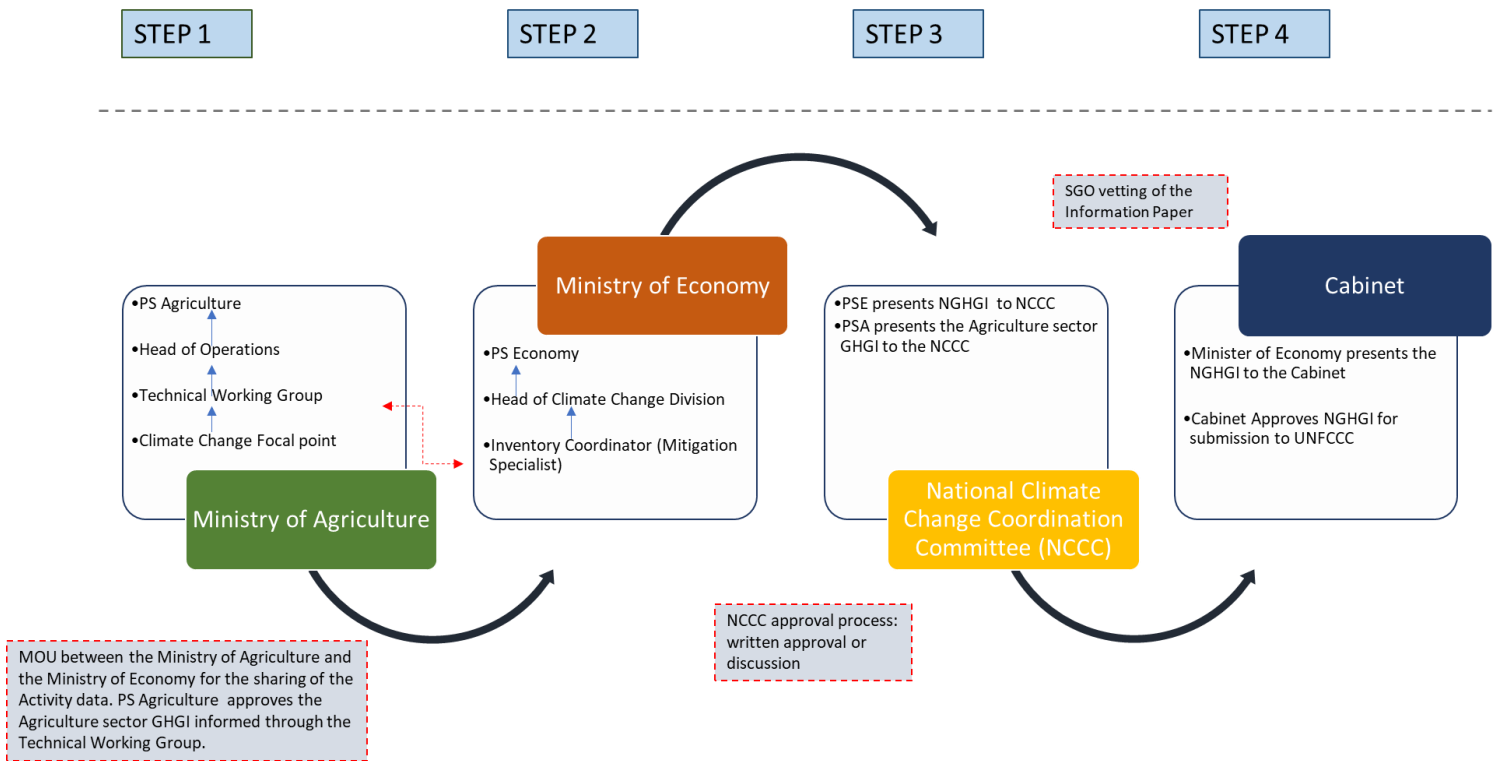 STEP 1
STEP 2
STEP 3
STEP 4
•PS Agriculture
•Head of Operations
•Technical Working Group
•Climate Change Focal point
Ministry of Agriculture
MOU between the Ministry of Agriculture and
the Ministry of Economy for the sharing of the
Activity data. PS Agriculture approves the
Agriculture sector GHGI informed through the
Technical Working Group.
Ministry of Economy
•PS Economy
•Head of Climate Change Division
•Inventory Coordinator (Mitigation
Specialist)
•PSE presents NGHGI to NCCC
•PSA presents the Agriculture sector
GHGI to the NCCC
National Climate
Change Coordination
Committee (NCCC)
NCCC approval process:
written approval or
discussion
SGO vetting of the
Information Paper
Cabinet
•Minister of Economy presents the
NGHGI to the Cabinet
•Cabinet Approves NGHGI for
submission to UNFCCC